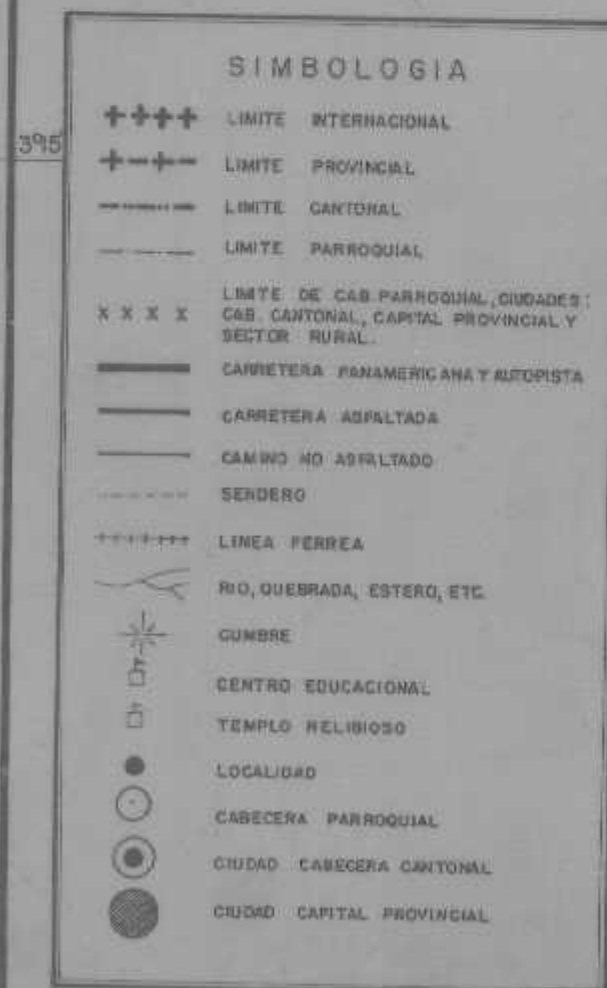 SIMBOLOGIA
395
LIMITE INTERNACIONAL
LIMITE PROVINCIAL
LIMITE CANTONAL
LIMITE PARROQUIAL
LIMITE DE CAB. PARROQUIAL, CIUDADES:
CAB. CANTONAL, CAPITAL PROVINCIAL Y
SECTOR RURAL.
CARRETERA PANAMERICANA Y AUTOPISTA
CARRETERA ASFALTADA
CAMINO NO ASFALTADO
SENDERO
LINEA FERREA
RIO, QUEBRADA, ESTERO, ETC.
CUMBRE
CENTRO EDUCACIONAL
TEMPLO RELIGIOSO
LOCALIDAD
CABECERA PARROQUIAL
CIUDAD CABECERA CANTONAL
CIUDAD CAPITAL PROVINCIAL